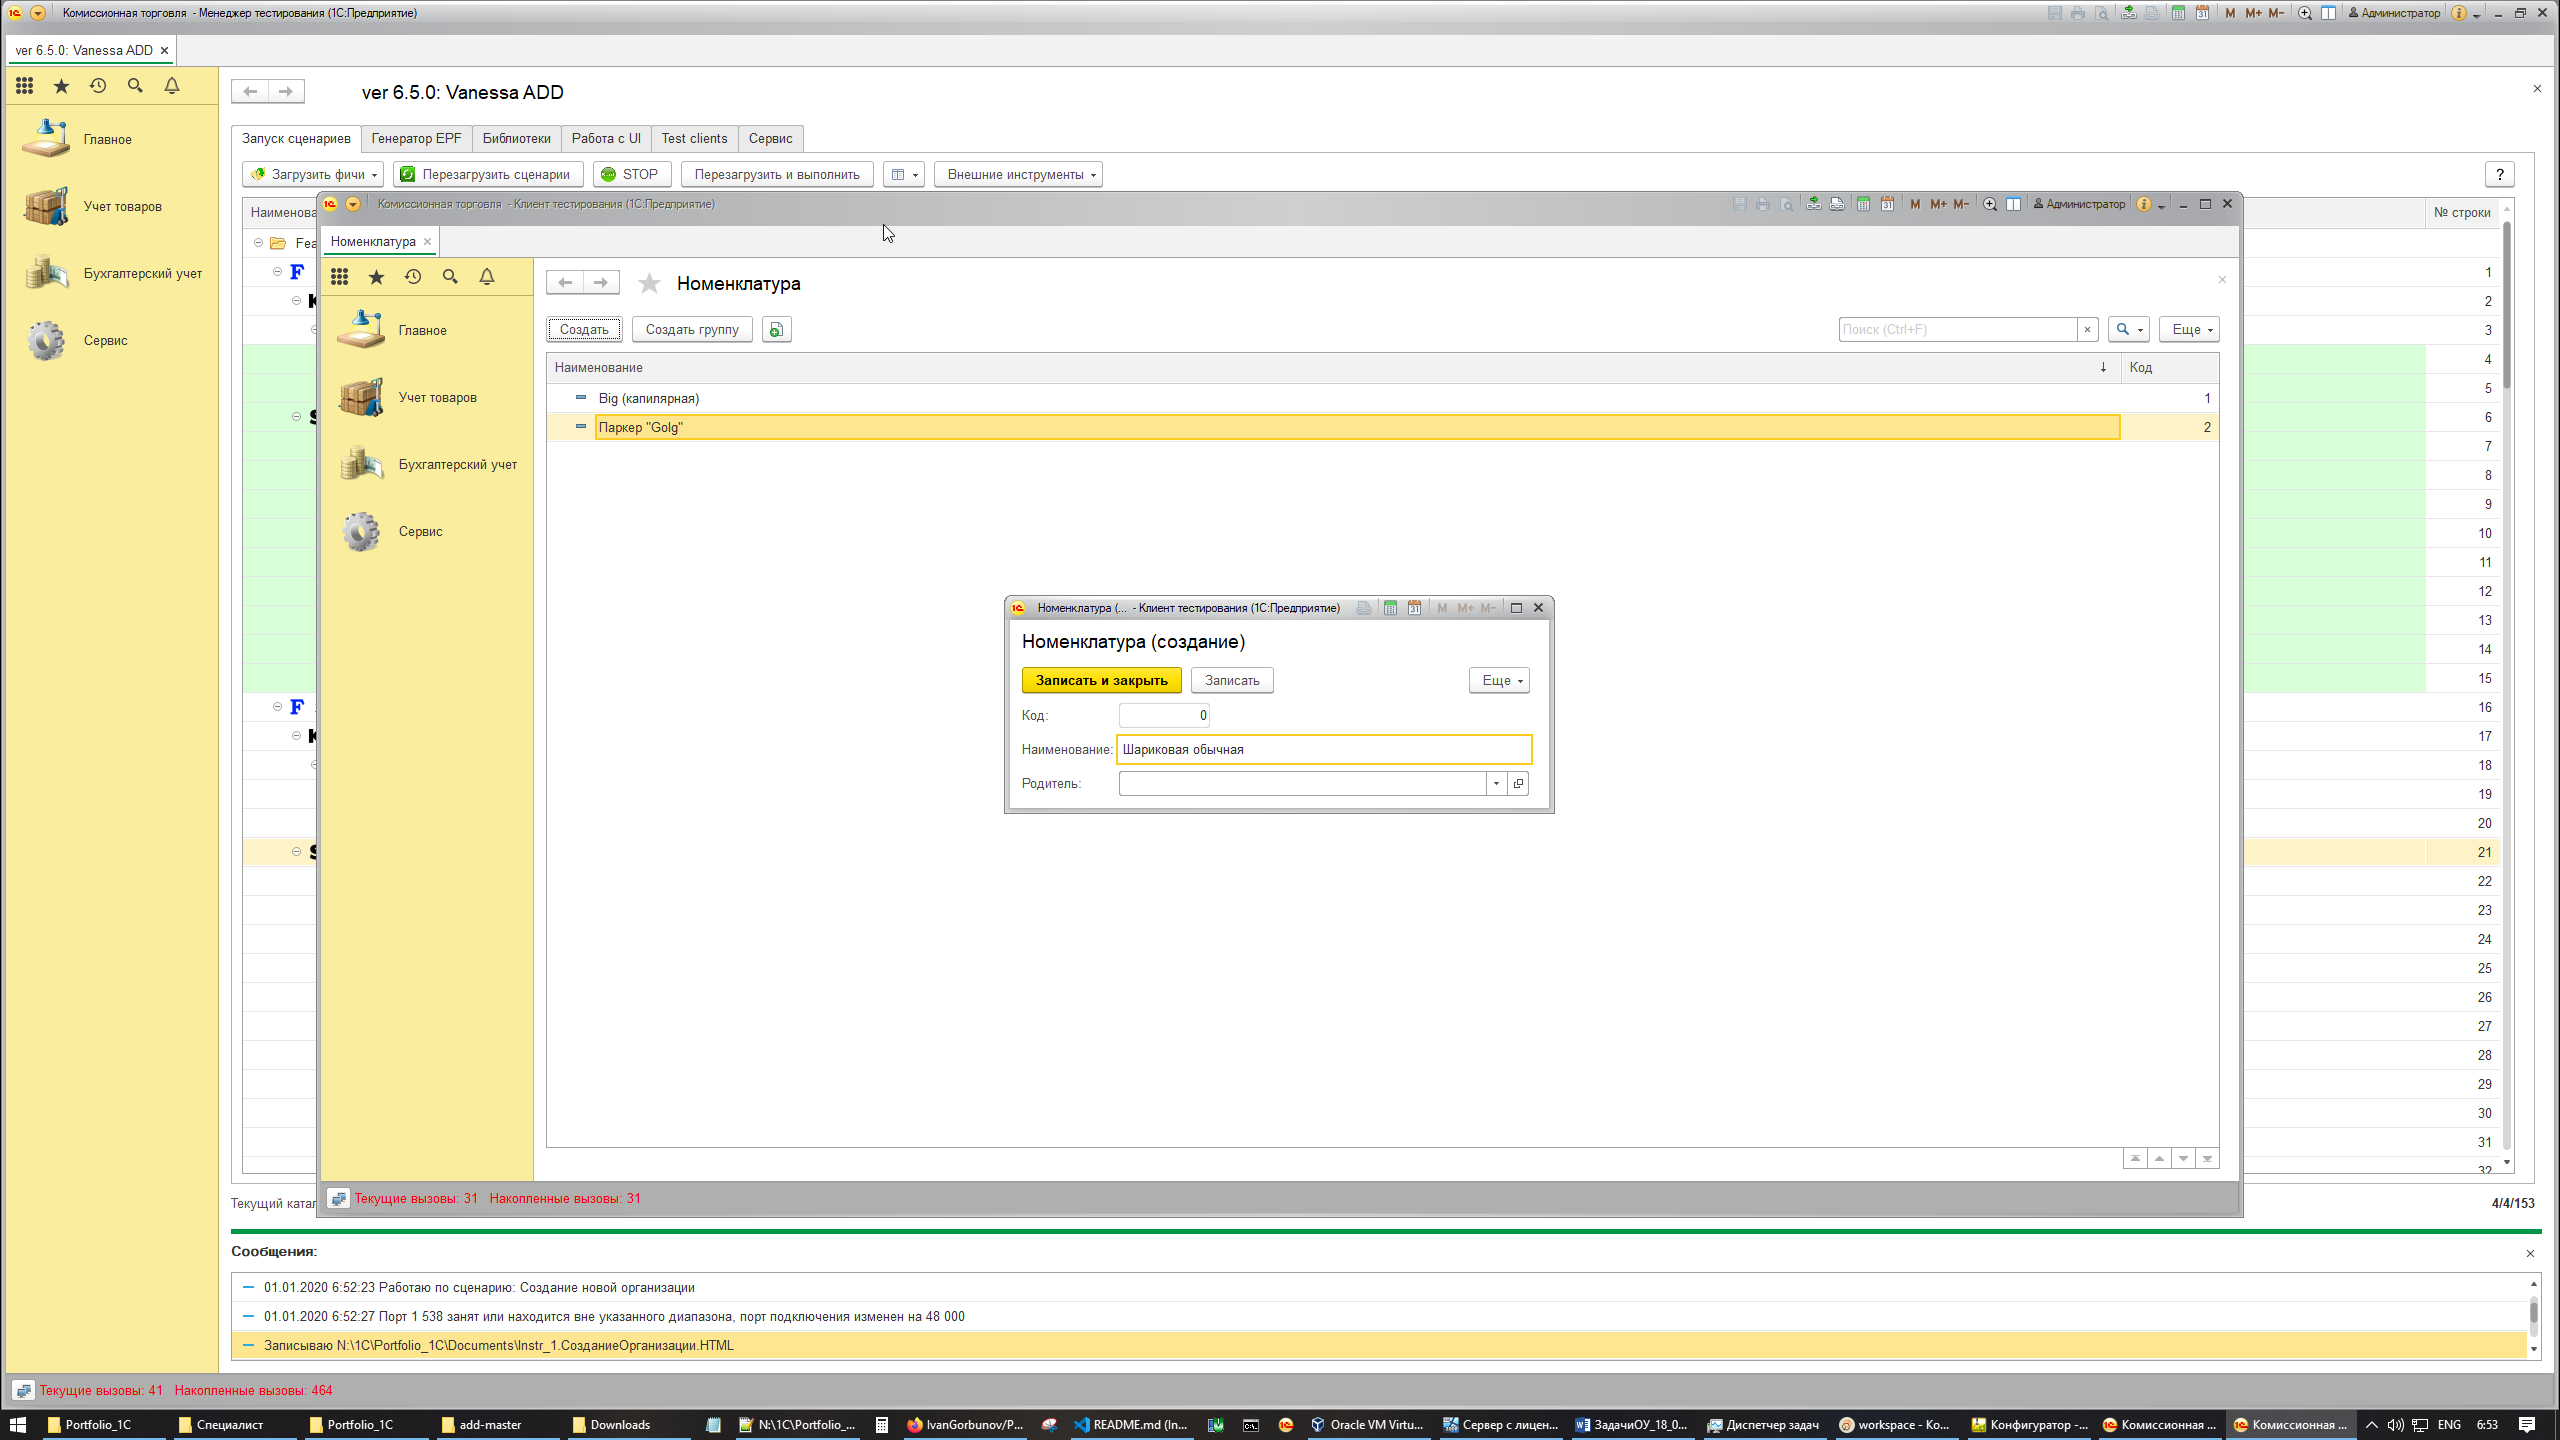 Комиссионная торговля - Менеджер тестирования (1С:Предприятие)
M M+ M- Администратор
ver 6.5.0: Vanessa ADD
ver 6.5.0: Vanessa ADD
Главное
Учет товаров
Бухгалтерский учет
Сервис
Запуск сценариев Генератор EPF Библиотеки Работа с UI Test clients Сервис
Загрузить фичи Перезагрузить сценарии STOP Перезагрузить и выполнить Внешние инструменты ?
№ строки
1
2
3
4
5
6
7
8
9
10
11
12
13
14
15
16
17
18
19
20
21
22
23
24
25
26
27
28
29
30
31
32
Комиссионная торговля - Клиент тестирования (1С:Предприятие)
M M+ M- Администратор
Номенклатура
Главное
Учет товаров
Бухгалтерский учет
Сервис
Номенклатура
Создать Создать группу Поиск (Ctrl+F) Еще
Наименование Код
Big (капилярная) 1
Паркер "Golg" 2
Номенклатура (... - Клиент тестирования (1С:Предприятие) M M+ M-
Номенклатура (создание)
Записать и закрыть Записать Еще
Код: 0
Наименование: Шариковая обычная
Родитель:
Текущие вызовы: 31 Накопленные вызовы: 31
4/4/153
Сообщения:
01.01.2020 6:52:23 Работаю по сценарию: Создание новой организации
01.01.2020 6:52:27 Порт 1 538 занят или находится вне указанного диапазона, порт подключения изменен на 48 000
Записываю N:\1C\Portfolio_1C\Documents\Instr_1.СозданиеОрганизации.HTML
Текущие вызовы: 41 Накопленные вызовы: 464
Portfolio_1C Специалист Portfolio_1C add-master Downloads N:\1C\Portfolio_... IvanGorbunov/P... README.md (In... Oracle VM Virtu... Сервер с лицен... ЗадачиОУ_18_0... Диспетчер задач workspace - Ko... Конфигуратор -... Комиссионная ... Комиссионная ... ENG 6:53